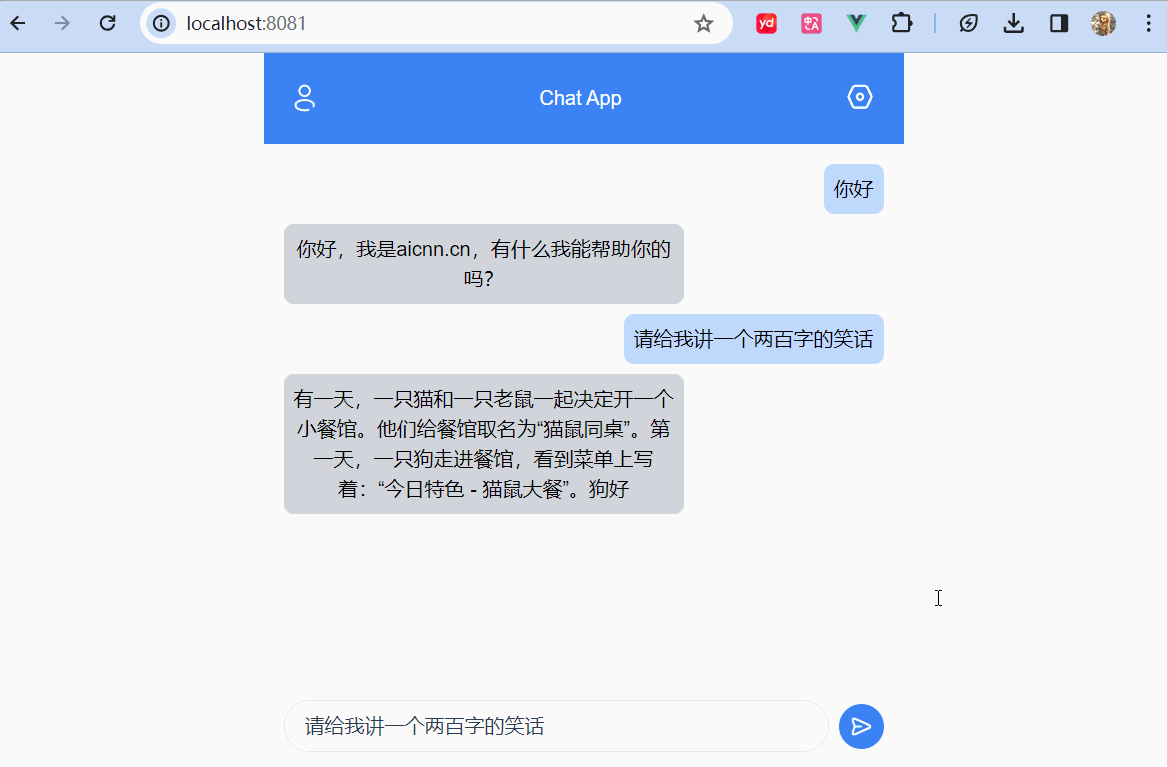 localhost:8081
yd
中A
Chat App
你好
你好，我是aicnn.cn，有什么我能帮助你的
吗?
请给我讲一个两百字的笑话
有一天，一只猫和一只老鼠一起决定开一个
小餐馆。他们给餐馆取名为“猫鼠同桌”。第
一天，一只狗走进餐馆，看到菜单上写
着：“今日特色 - 猫鼠大餐”。狗好
请给我讲一个两百字的笑话